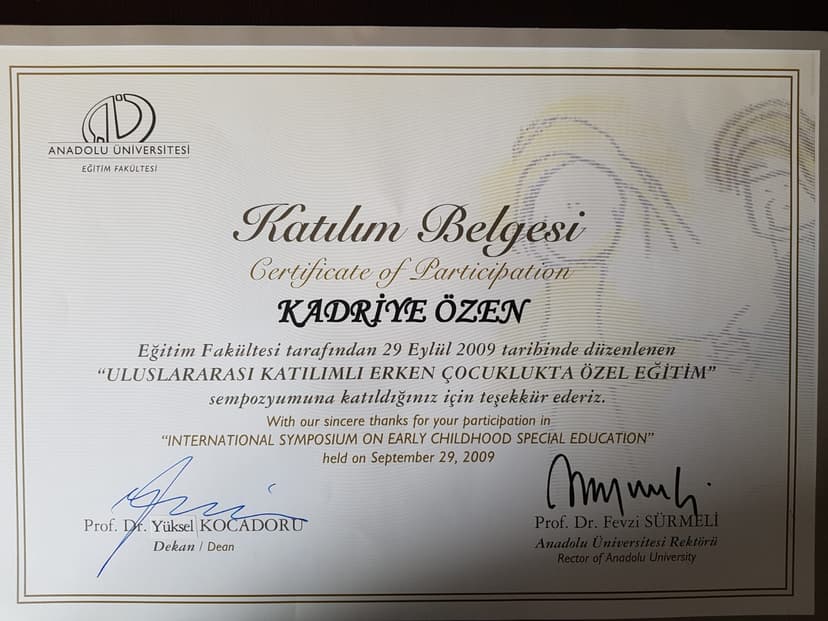 ANADOLU ÜNİVERSİTESİ
EĞİTİM FAKÜLTESİ
Katılım Belgesi
Certificate of Participation
KADRİYE ÖZEN
Eğitim Fakültesi tarafından 29 Eylül 2009 tarihinde düzenlenen
“ULUSLARARASI KATILIMLI ERKEN ÇOCUKLUKTA ÖZEL EĞİTİM”
sempozyumuna katıldığınız için teşekkür ederiz.
With our sincere thanks for your participation in
“INTERNATIONAL SYMPOSIUM ON EARLY CHILDHOOD SPECIAL EDUCATION”
held on September 29, 2009
Prof. Dr. Yüksel KOCADORU
Dekan / Dean
Prof. Dr. Fevzi SÜRMELİ
Anadolu Üniversitesi Rektörü
Rector of Anadolu University